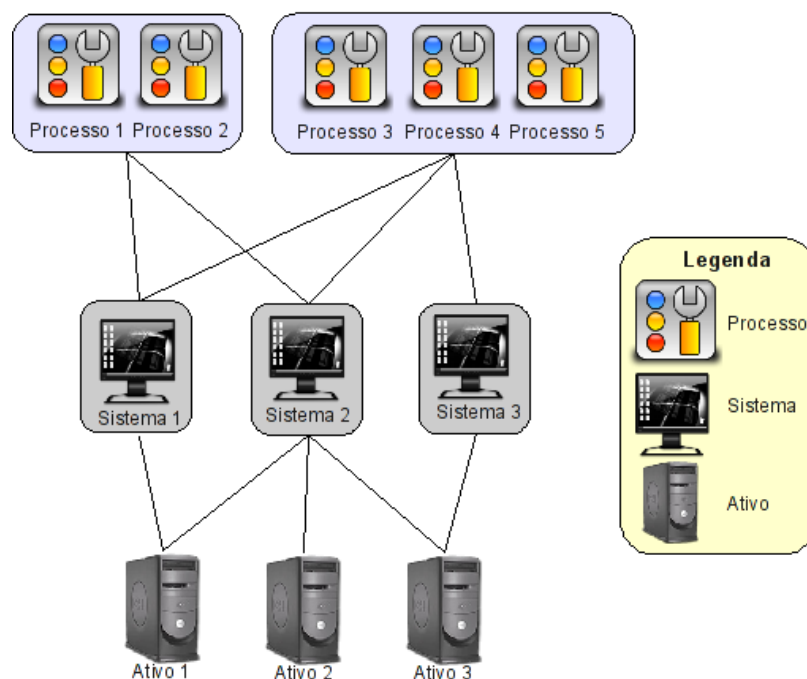 Processo 1 Processo 2
Processo 3 Processo 4 Processo 5
Legenda
Processo
Sistema
Ativo
Sistema 1
Sistema 2
Sistema 3
Ativo 1
Ativo 2
Ativo 3